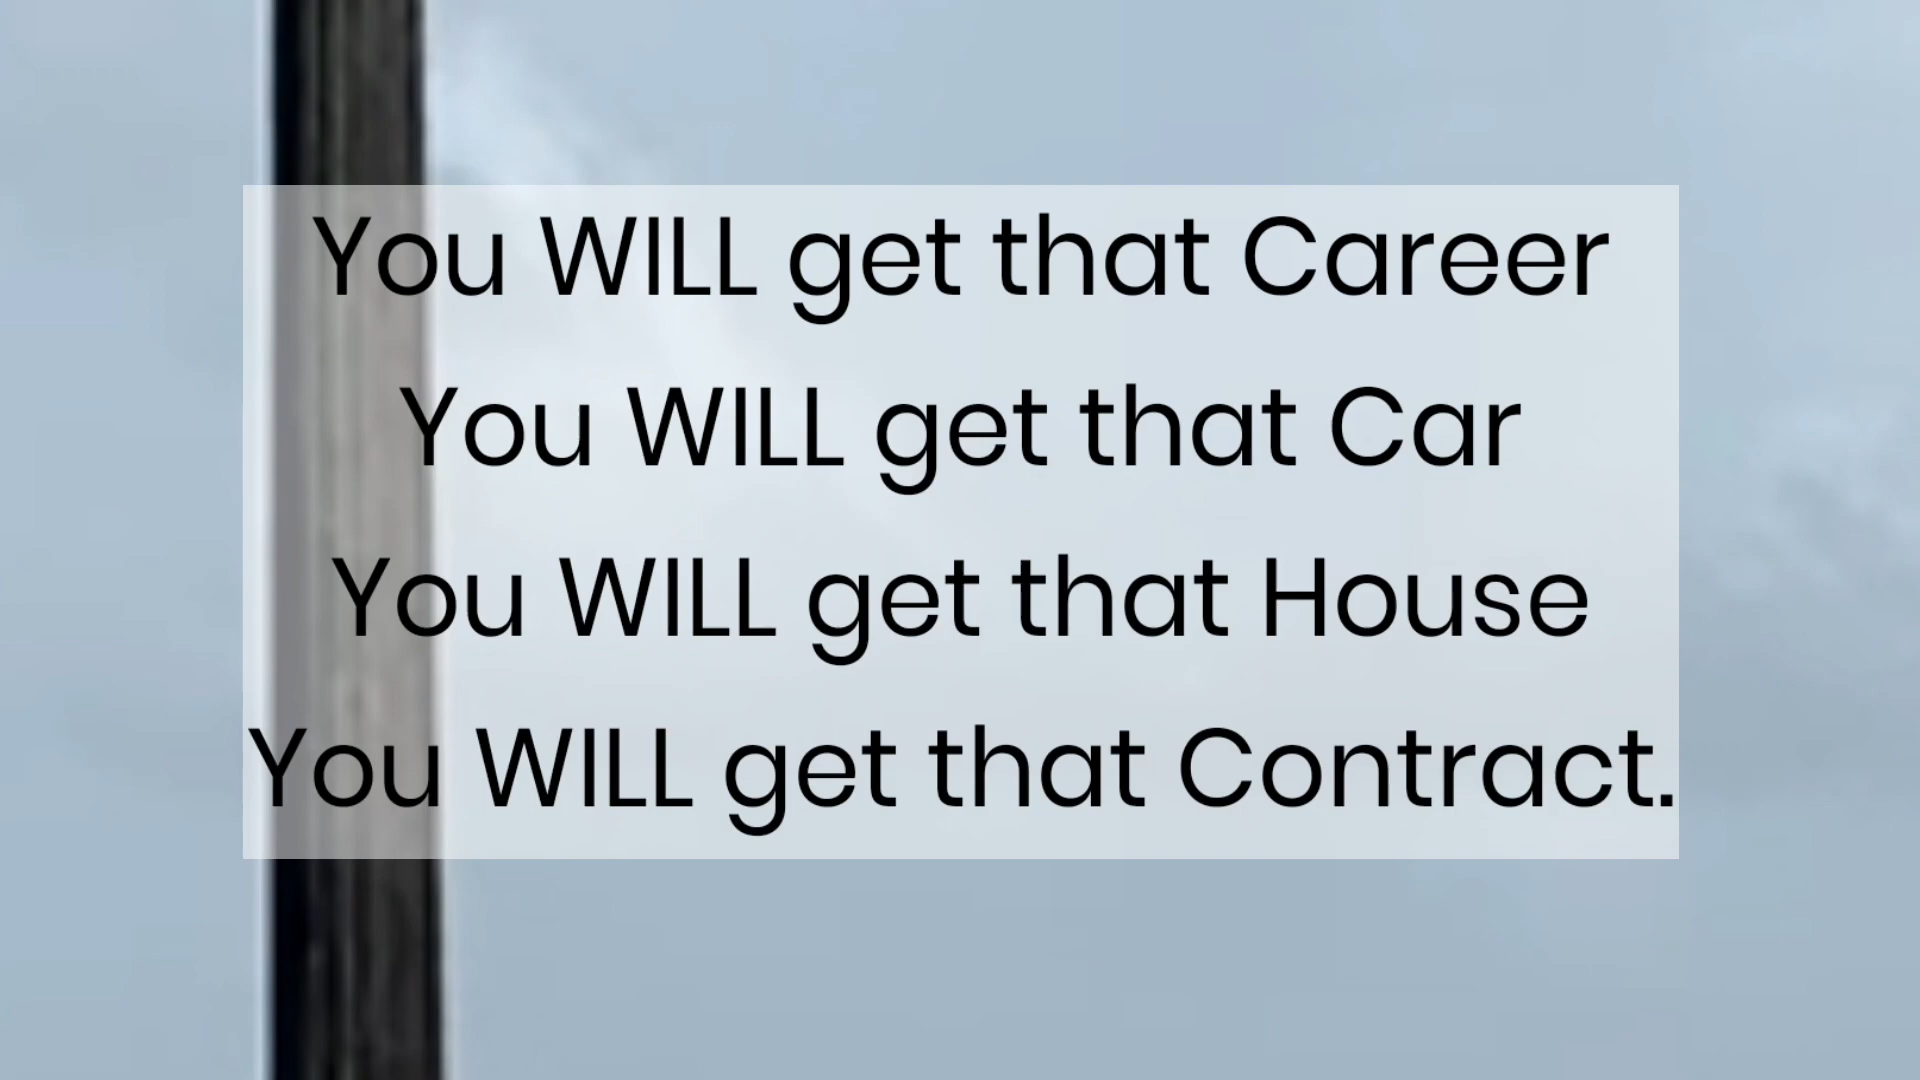 You WILL get that Career
You WILL get that Car
You WILL get that House
You WILL get that Contract.